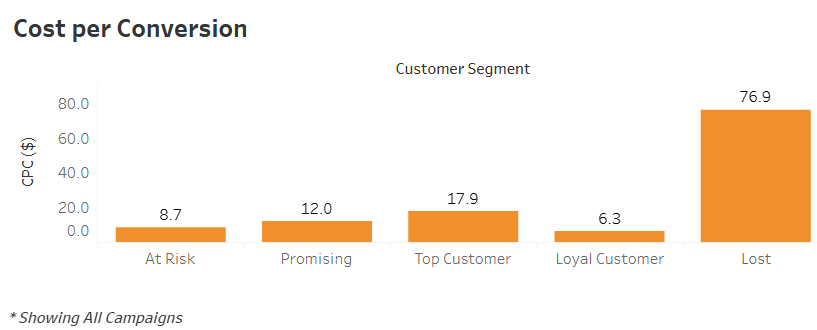 Cost per Conversion
Customer Segment
CPC ($)
80.0
60.0
40.0
20.0
0.0
8.7
12.0
17.9
6.3
76.9
At Risk
Promising
Top Customer
Loyal Customer
Lost
* Showing All Campaigns